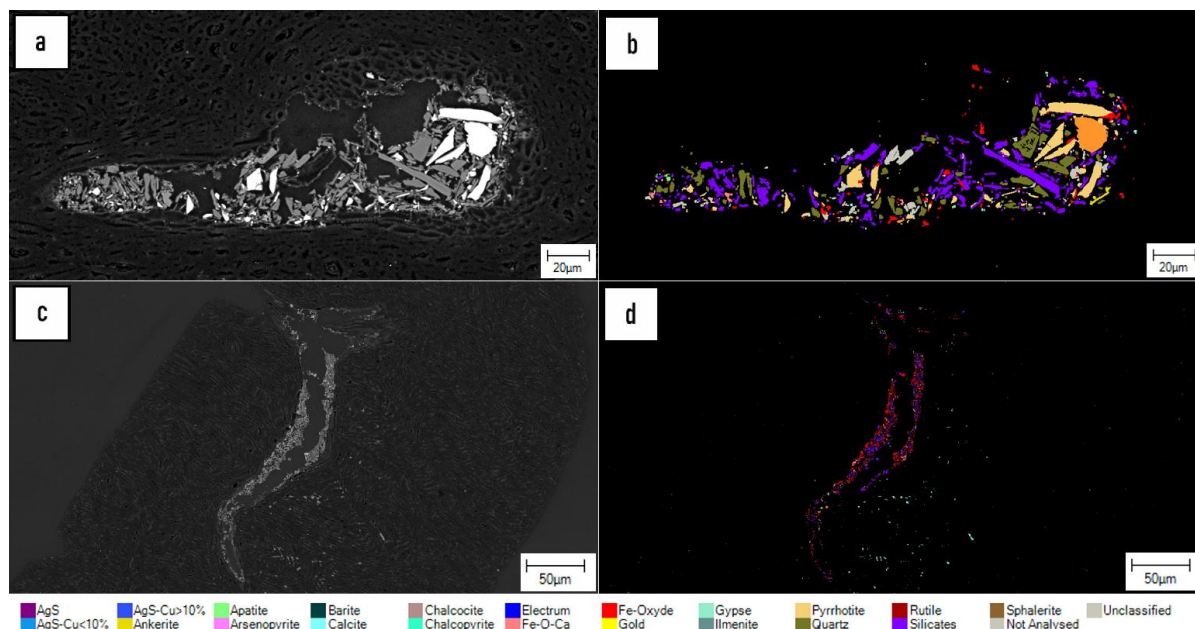 a
b
20µm
20µm
c
d
50µm
50µm
AgS AgS-Cu>10% Apatite Barite Chalcocite Electrum Fe-Oxyde Gypse Pyrrhotite Rutile Sphalerite Unclassified
AgS-Cu<10% Ankerite Arsenopyrite Calcite Chalcopyrite Fe-O-Ca Gold Ilmenite Quartz Silicates Not Analysed